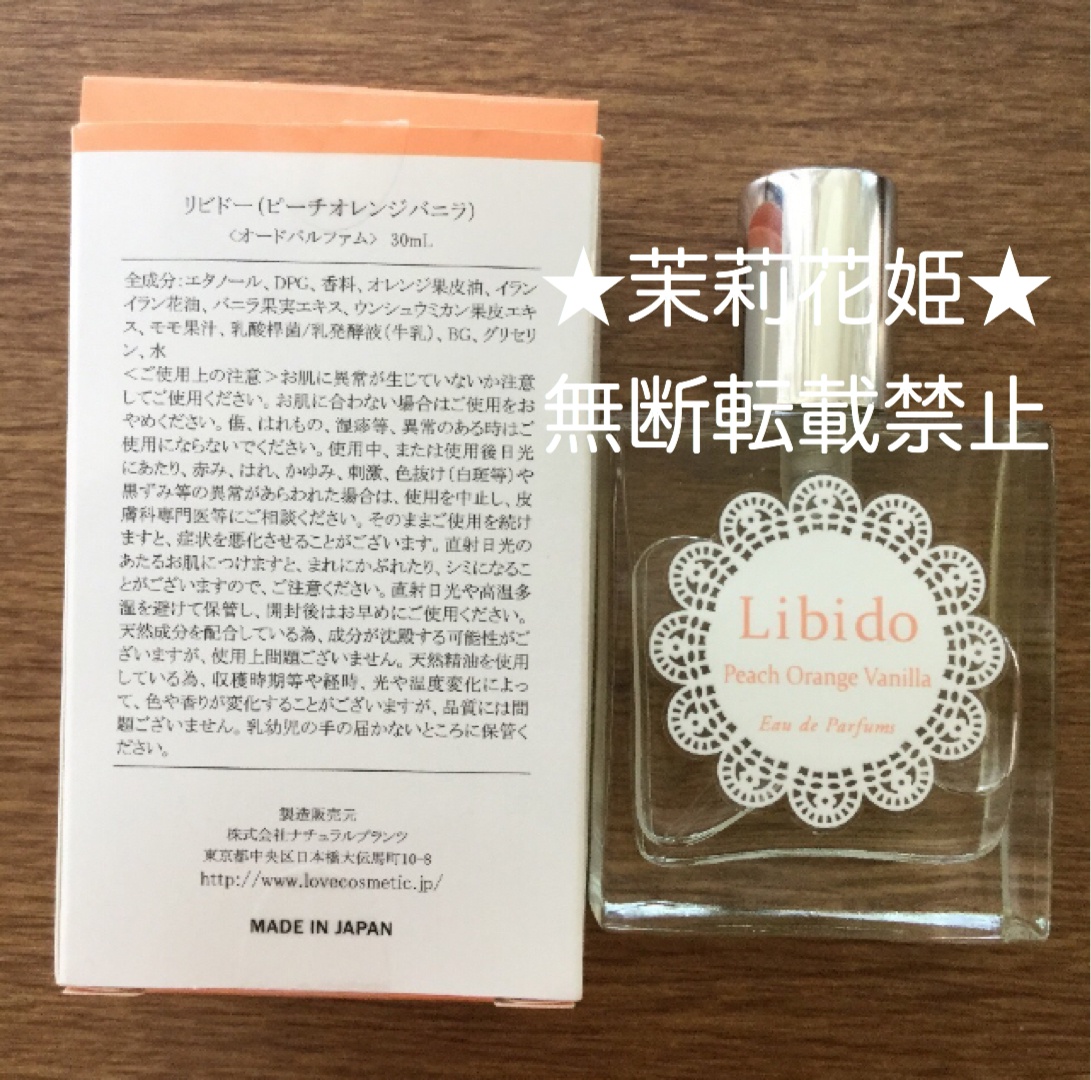 リビドー(ピーチオレンジバニラ)
〈オードパルファム〉 30mL
全成分:エタノール、DPG、香料、オレンジ果皮油、イラン
イラン花油、バニラ果実エキス、ウンシュウミカン果皮エキ
ス、モモ果汁、乳酸桿菌/乳発酵液(牛乳)、BG、グリセリ
ン、水
<ご使用上の注意>お肌に異常が生じていないか注意
してご使用ください。お肌に合わない場合はご使用をお
やめください。傷、はれもの、湿疹等、異常のある時はご
使用にならないでください。使用中、または使用後日光
にあたり、赤み、はれ、かゆみ、刺激、色抜け(白斑等)や
黒ずみ等の異常があらわれた場合は、使用を中止し、皮
膚科専門医等にご相談ください。そのままご使用を続け
ますと、症状を悪化させることがございます。直射日光の
あたるお肌につけますと、まれにかぶれたり、シミになるこ
とがございますので、ご注意ください。直射日光や高温多
湿を避けて保管し、開封後はお早めにご使用ください。
天然成分を配合している為、成分が沈殿する可能性がご
ざいますが、使用上問題ございません。天然精油を使用
している為、収穫時期等や経時、光や温度変化によっ
て、色や香りが変化することがございますが、品質には問
題ございません。乳幼児の手の届かないところに保管く
ださい。
製造販売元
株式会社ナチュラルプランツ
東京都中央区日本橋大伝馬町10-8
http://www.lovecosmetic.jp/
MADE IN JAPAN
★茉莉花姫★
無断転載禁止
Libido
Peach Orange Vanilla
Eau de Parfums